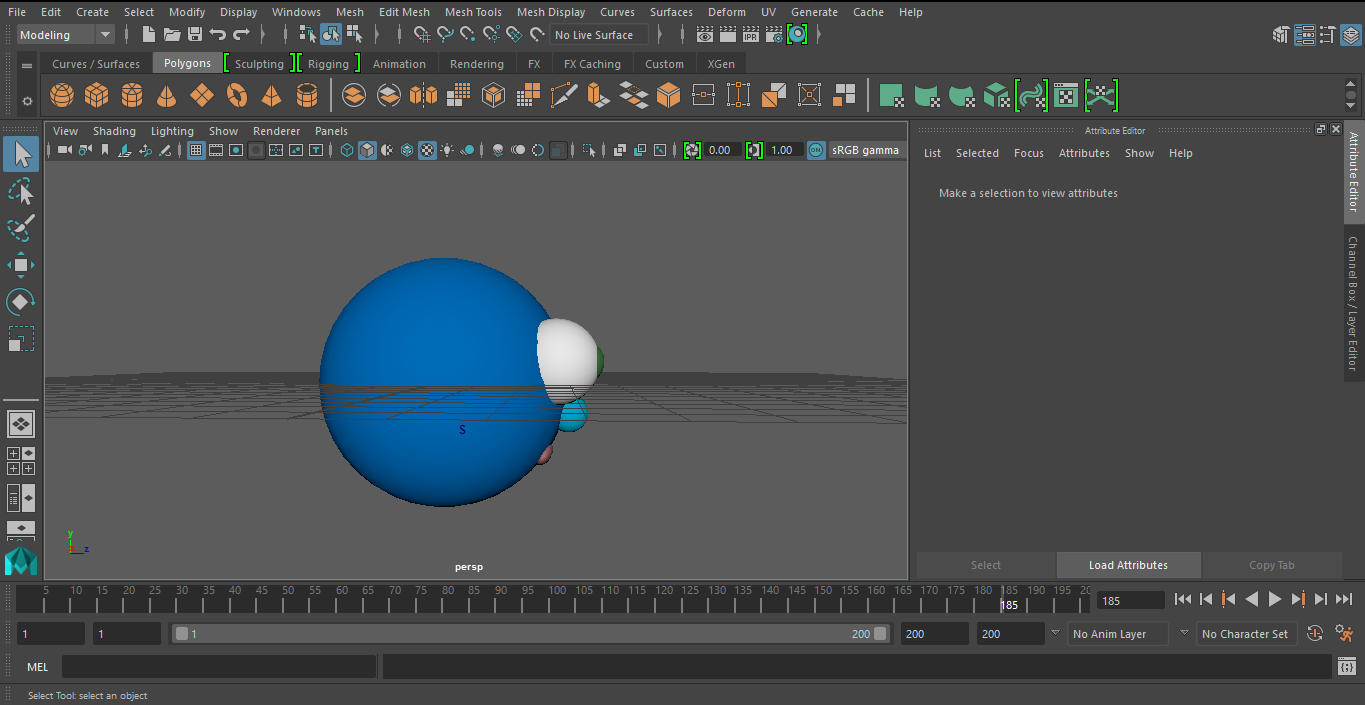 File Edit Create Select Modify Display Windows Mesh Edit Mesh Mesh Tools Mesh Display Curves Surfaces Deform UV Generate Cache Help
Modeling No Live Surface IPR
Curves / Surfaces Polygons Sculpting Rigging Animation Rendering FX FX Caching Custom XGen
View Shading Lighting Show Renderer Panels
0.00 1.00 ON sRGB gamma
Attribute Editor
List Selected Focus Attributes Show Help
Make a selection to view attributes
Attribute Editor
Channel Box / Layer Editor
S
y
z
persp
Select Load Attributes Copy Tab
5 10 15 20 25 30 35 40 45 50 55 60 65 70 75 80 85 90 95 100 105 110 115 120 125 130 135 140 145 150 155 160 165 170 175 180 185 190 195 20
185 185
1 1 1 200 200 200 No Anim Layer No Character Set
MEL
Select Tool: select an object